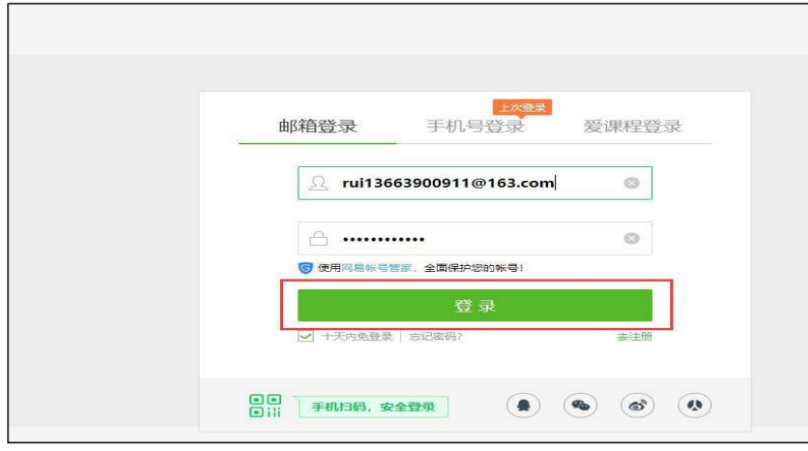 上次登录
邮箱登录 手机号登录 爱课程登录
rui13663900911@163.com
••••••••••••
使用网易帐号管家，全面保护您的帐号！
登 录
十天内免登录 | 忘记密码? 去注册
手机扫码，安全登录